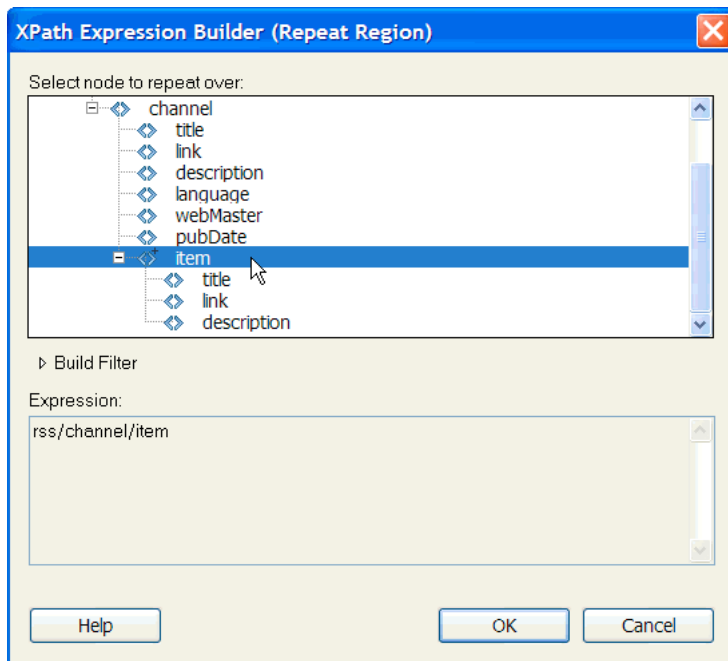 XPath Expression Builder (Repeat Region)
Select node to repeat over:
channel
title
link
description
language
webMaster
pubDate
item
title
link
description
Build Filter
Expression:
rss/channel/item
Help OK Cancel